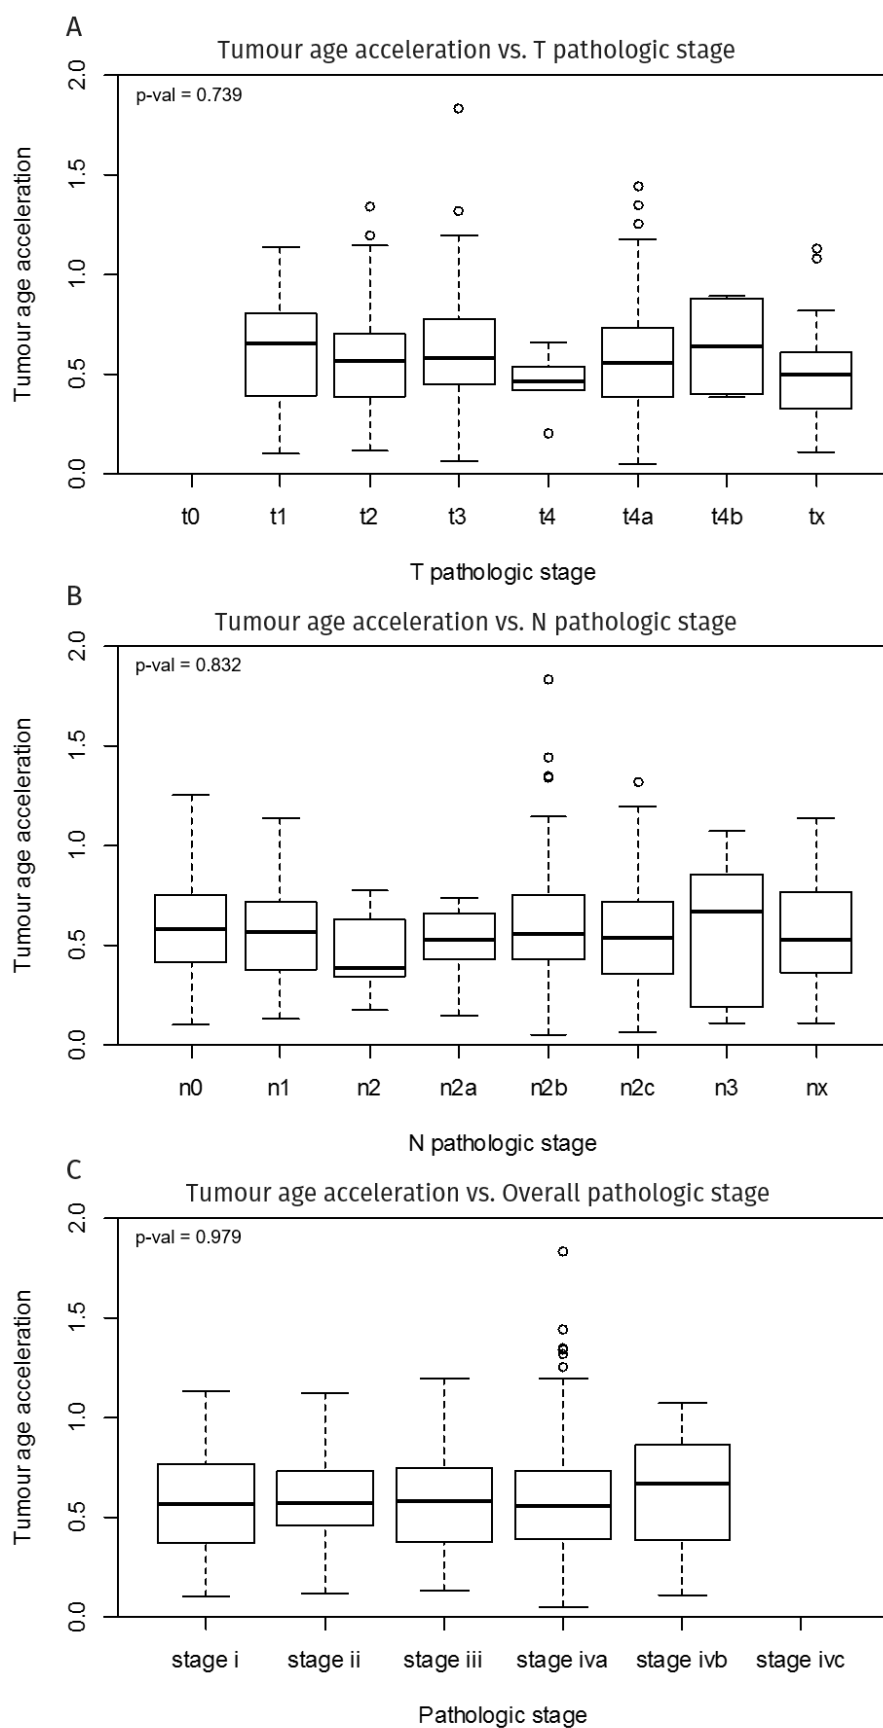 A
Tumour age acceleration vs. T pathologic stage
p-val = 0.739
Tumour age acceleration
2.0
1.5
1.0
0.5
0.0
t0 t1 t2 t3 t4 t4a t4b tx
T pathologic stage
B
Tumour age acceleration vs. N pathologic stage
p-val = 0.832
Tumour age acceleration
2.0
1.5
1.0
0.5
0.0
n0 n1 n2 n2a n2b n2c n3 nx
N pathologic stage
C
Tumour age acceleration vs. Overall pathologic stage
p-val = 0.979
Tumour age acceleration
2.0
1.5
1.0
0.5
0.0
stage i stage ii stage iii stage iva stage ivb stage ivc
Pathologic stage